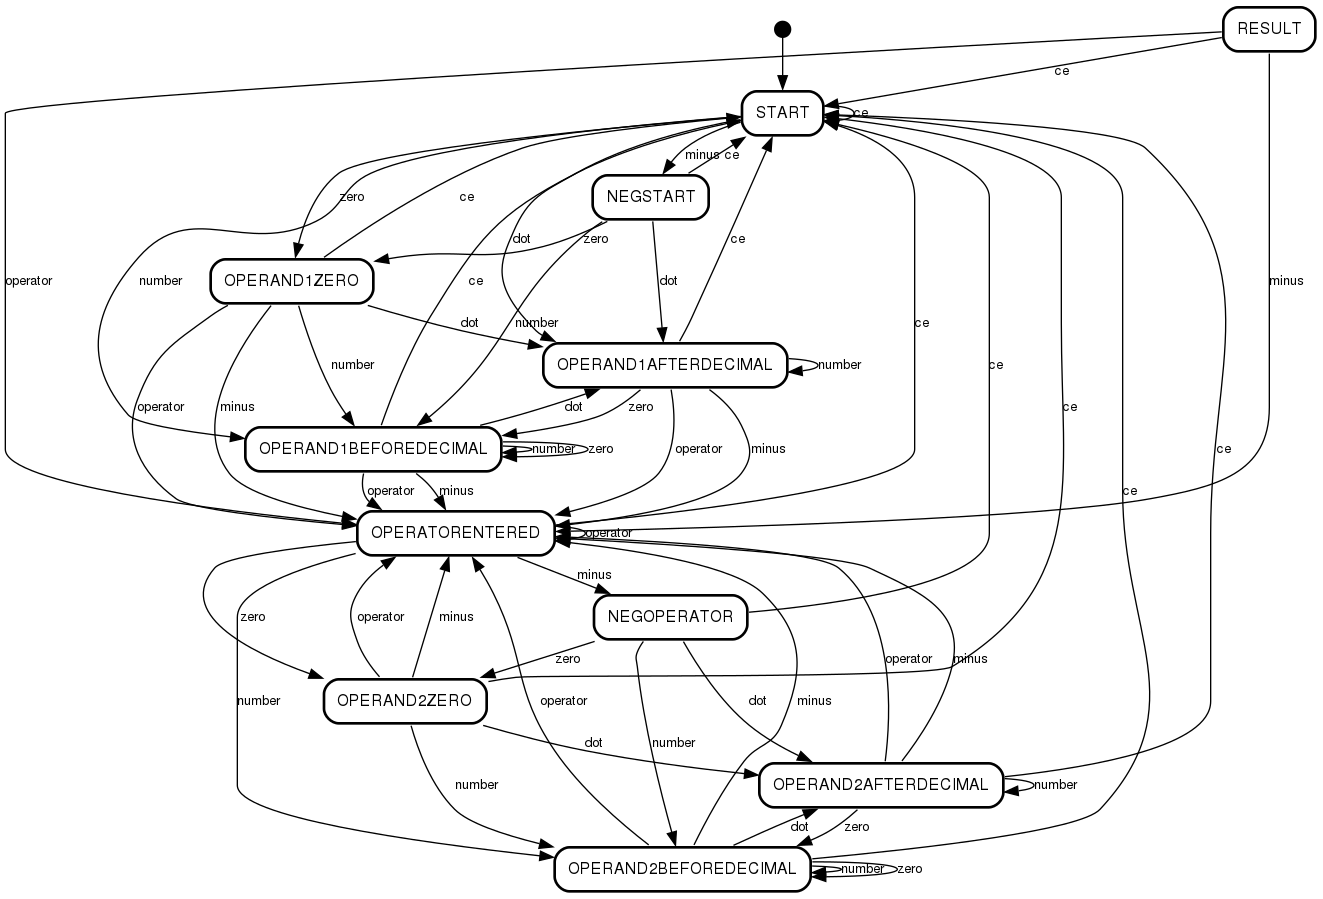 RESULT
ce
START
ce
minus ce
NEGSTART
zero
ce
dot
zero
ce
OPERAND1ZERO
operator
number
ce
dot
minus
dot
number
ce
number
OPERAND1AFTERDECIMAL
number
operator
minus
dot
zero
ce
ce
OPERAND1BEFOREDECIMAL
number
zero
operator
minus
ce
operator
minus
ce
ce
OPERATORENTERED
operator
minus
zero
operator
minus
NEGOPERATOR
zero
operator
minus
number
OPERAND2ZERO
operator
dot
minus
dot
number
number
OPERAND2AFTERDECIMAL
number
dot
zero
OPERAND2BEFOREDECIMAL
number
zero